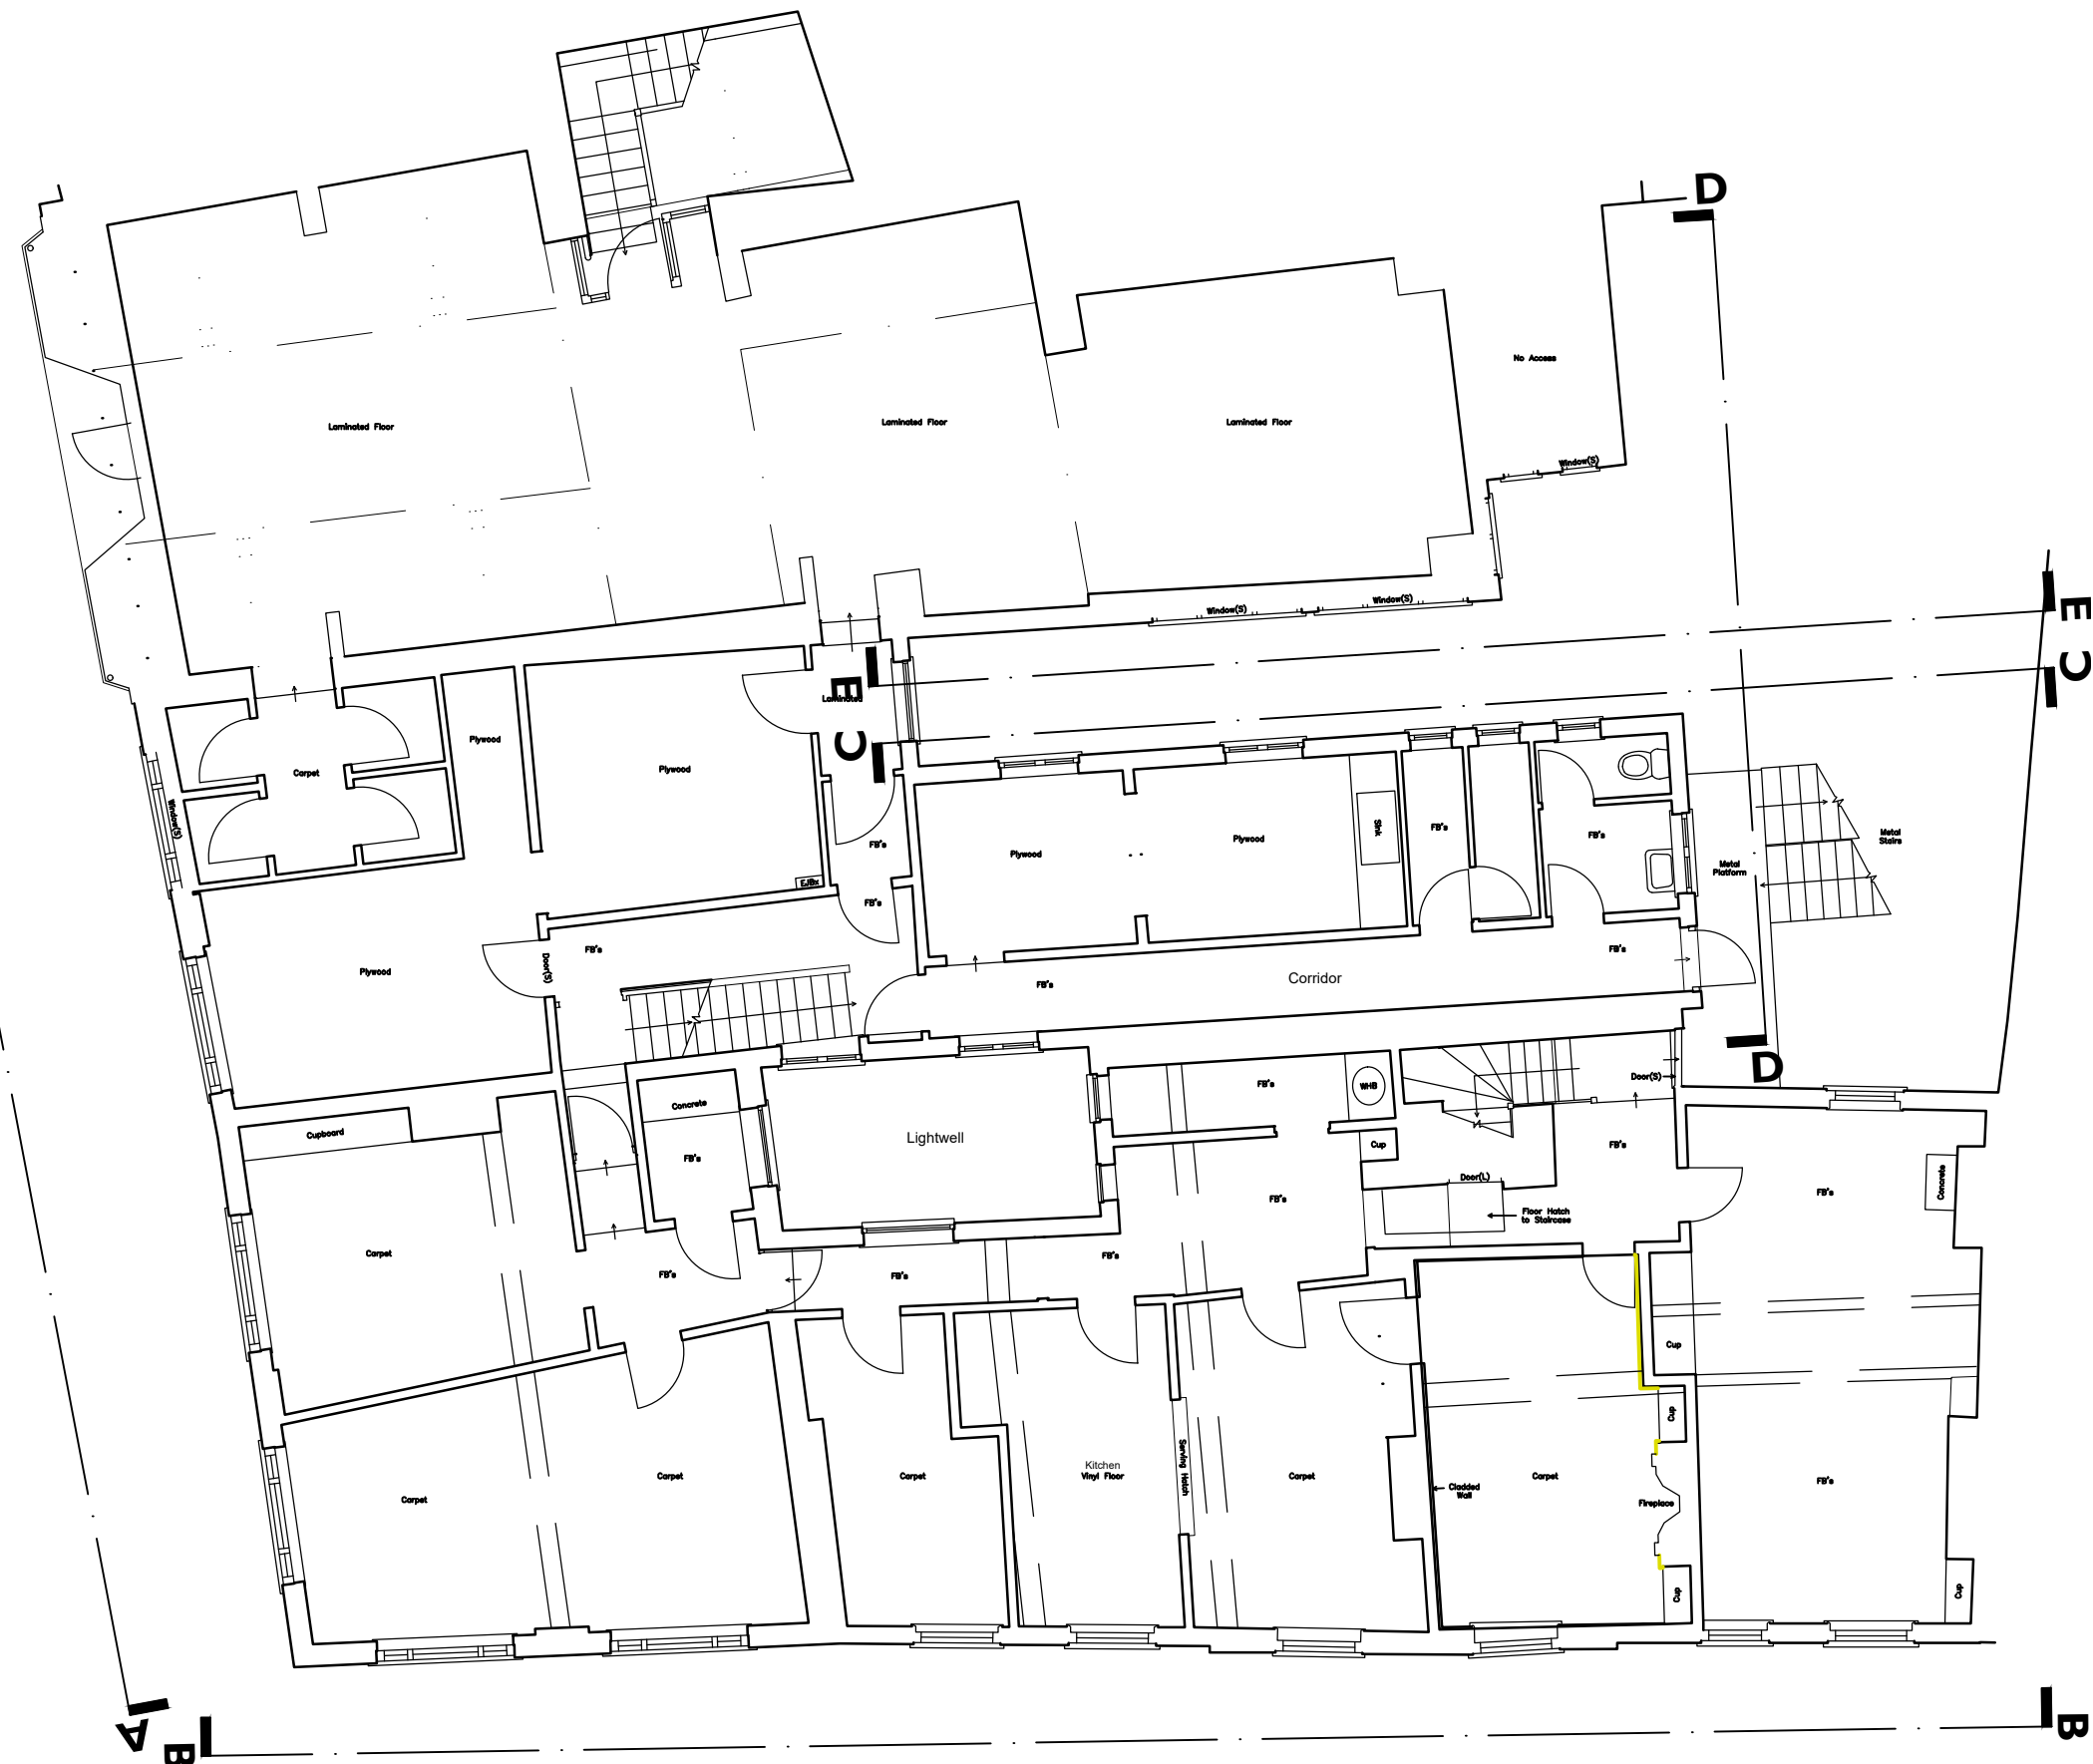 D
No Access
Laminated Floor
Laminated Floor
Laminated Floor
Window(S)
Window(S)
Window(S)
E
C
E
Laminated
C
Plywood
Plywood
Carpet
Window(S)
Sink
FB's
FB's
FB's
Plywood
Plywood
Metal
Stairs
Metal
Platform
EJBx
FB's
FB's
Door(S)
Plywood
FB's
FB's
Corridor
D
Door(S)
FB's
WHB
Concrete
Cupboard
Lightwell
Cup
FB's
FB's
FB's
Door(L)
Floor Hatch
to Staircase
FB's
Concrete
Carpet
FB's
FB's
FB's
Cup
Cup
Kitchen
Vinyl Floor
Serving Hatch
Carpet
Carpet
Carpet
Carpet
Cladded
Wall
Carpet
Fireplace
FB's
Cup
Cup
A
B
B